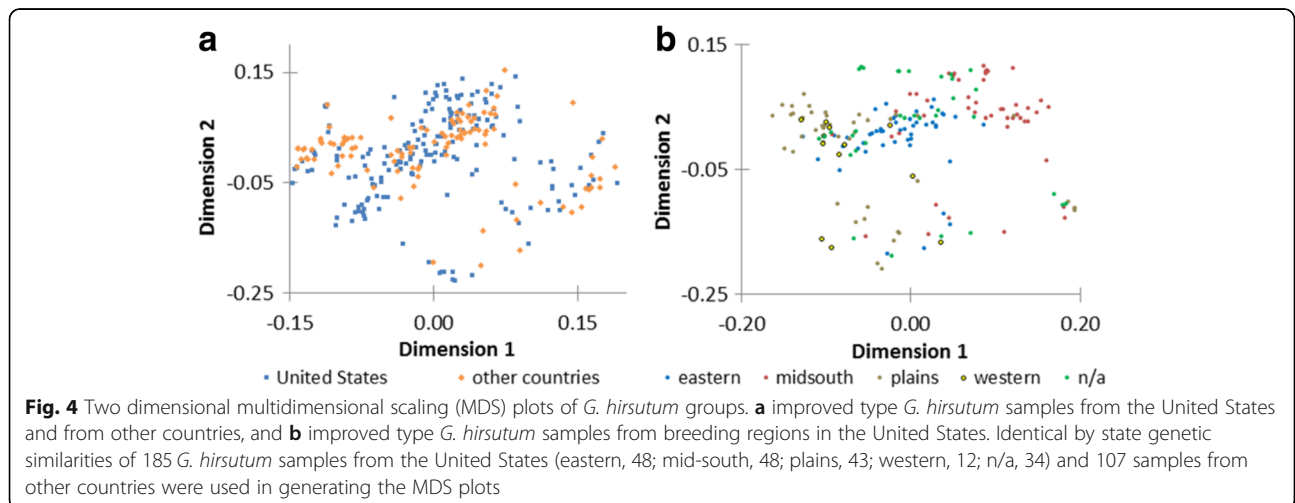 a
b
0.15
-0.05
-0.25
Dimension 2
-0.15
0.00
0.15
Dimension 1
United States
other countries
0.15
-0.05
-0.25
Dimension 2
-0.20
0.00
0.20
Dimension 1
eastern
midsouth
plains
western
n/a
Fig. 4 Two dimensional multidimensional scaling (MDS) plots of G. hirsutum groups. a improved type G. hirsutum samples from the United States
and from other countries, and b improved type G. hirsutum samples from breeding regions in the United States. Identical by state genetic
similarities of 185 G. hirsutum samples from the United States (eastern, 48; mid-south, 48; plains, 43; western, 12; n/a, 34) and 107 samples from
other countries were used in generating the MDS plots